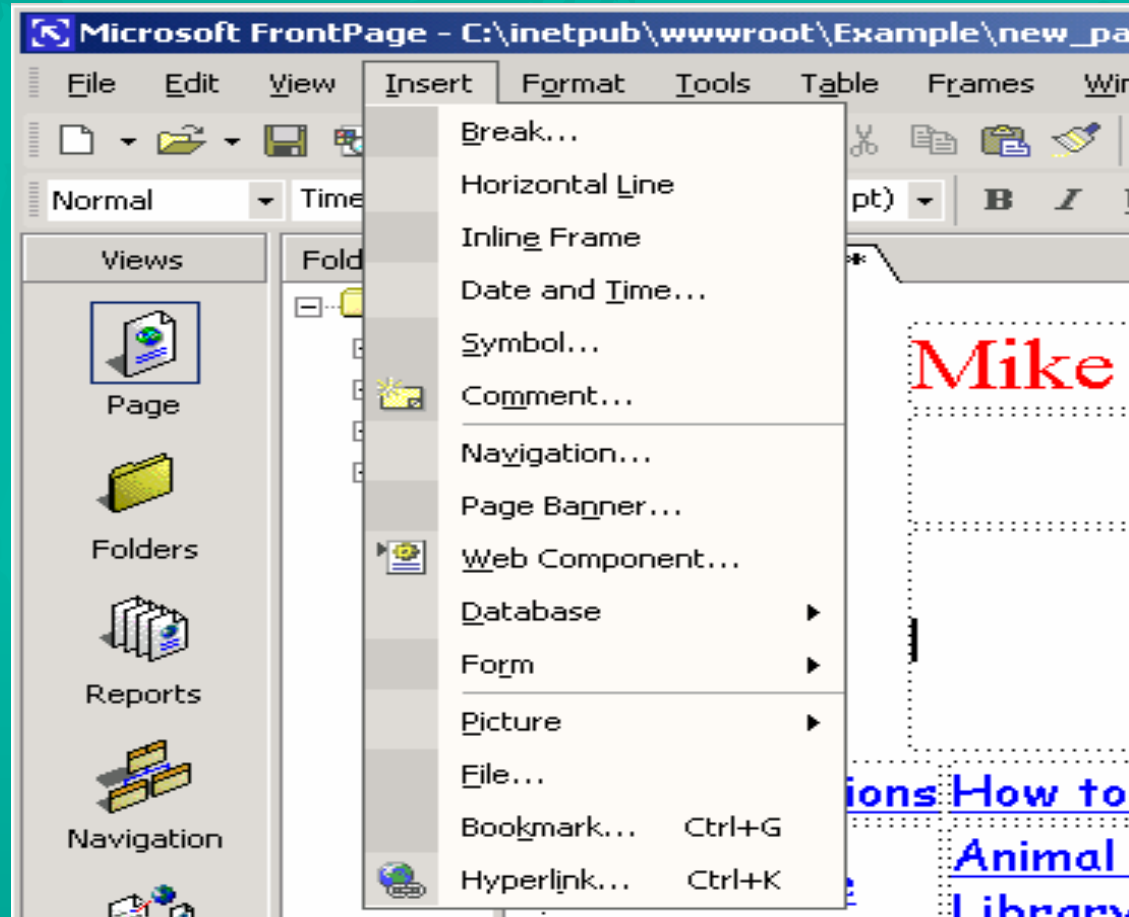 Microsoft FrontPage - C:\inetpub\wwwroot\Example\new_pa
File Edit View Insert Format Tools Table Frames
Normal Time pt) B I
Views
Page
Folders
Reports
Navigation
Break...
Horizontal Line
Inline Frame
Date and Time...
Symbol...
Comment...
Navigation...
Page Banner...
Web Component...
Database
Form
Picture
File...
Bookmark... Ctrl+G
Hyperlink... Ctrl+K
Mike
ions How to
Animal
Library